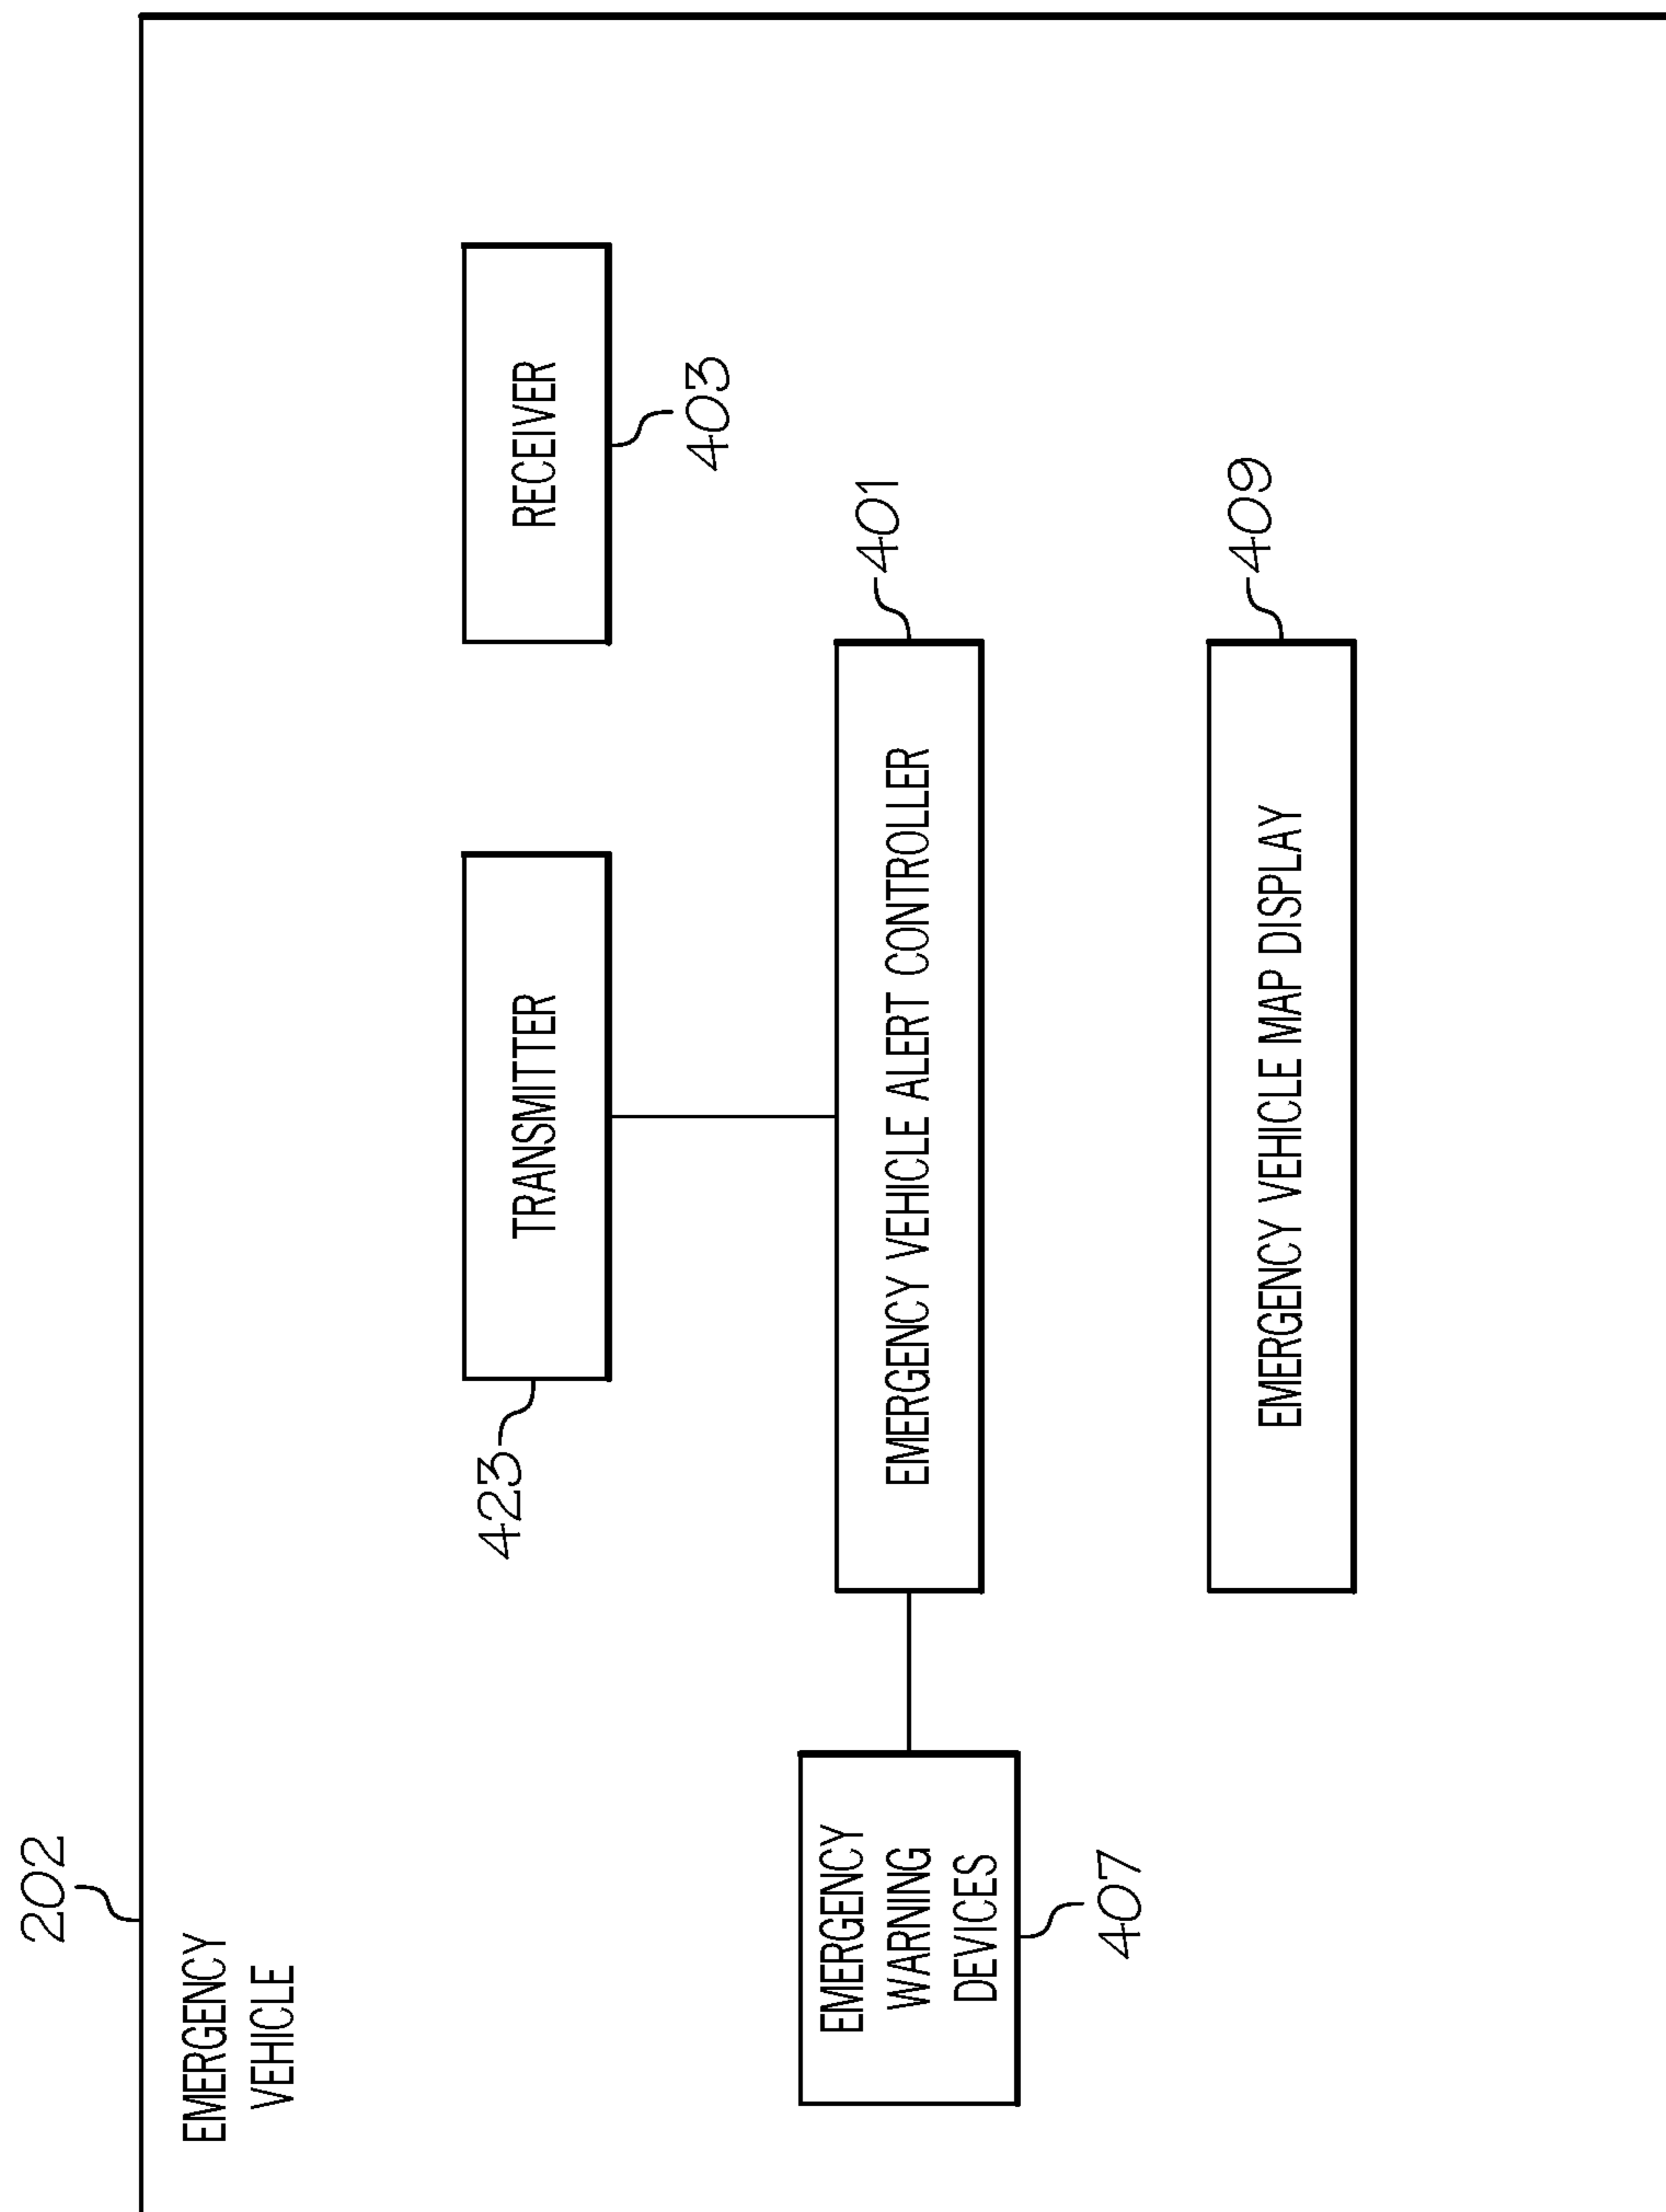 202
EMERGENCY
VEHICLE
423
TRANSMITTER
RECEIVER
403
EMERGENCY
WARNING
DEVICES
407
EMERGENCY VEHICLE ALERT CONTROLLER
401
EMERGENCY VEHICLE MAP DISPLAY
409